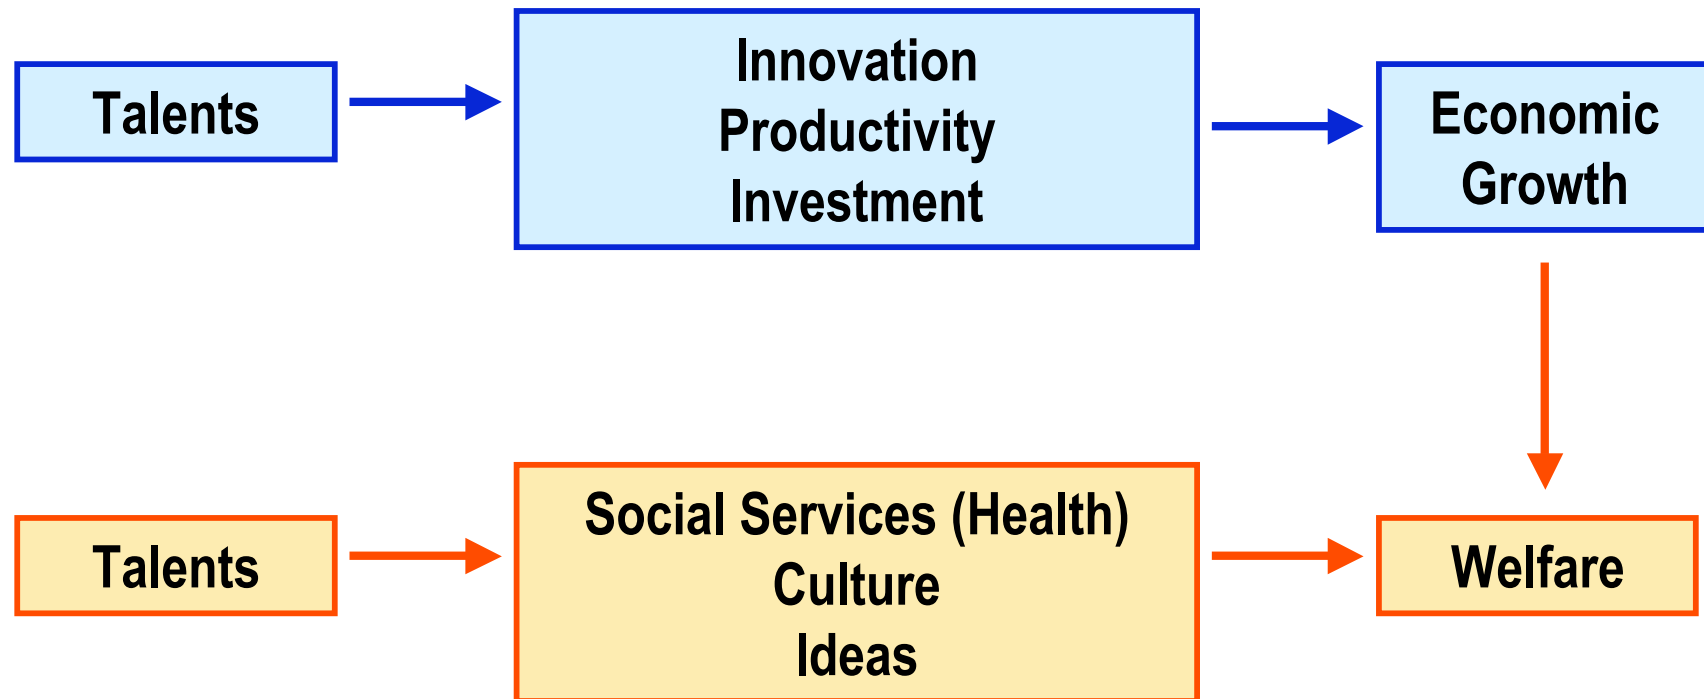 Talents
Innovation
Productivity
Investment
Economic
Growth
Talents
Social Services (Health)
Culture
Ideas
Welfare